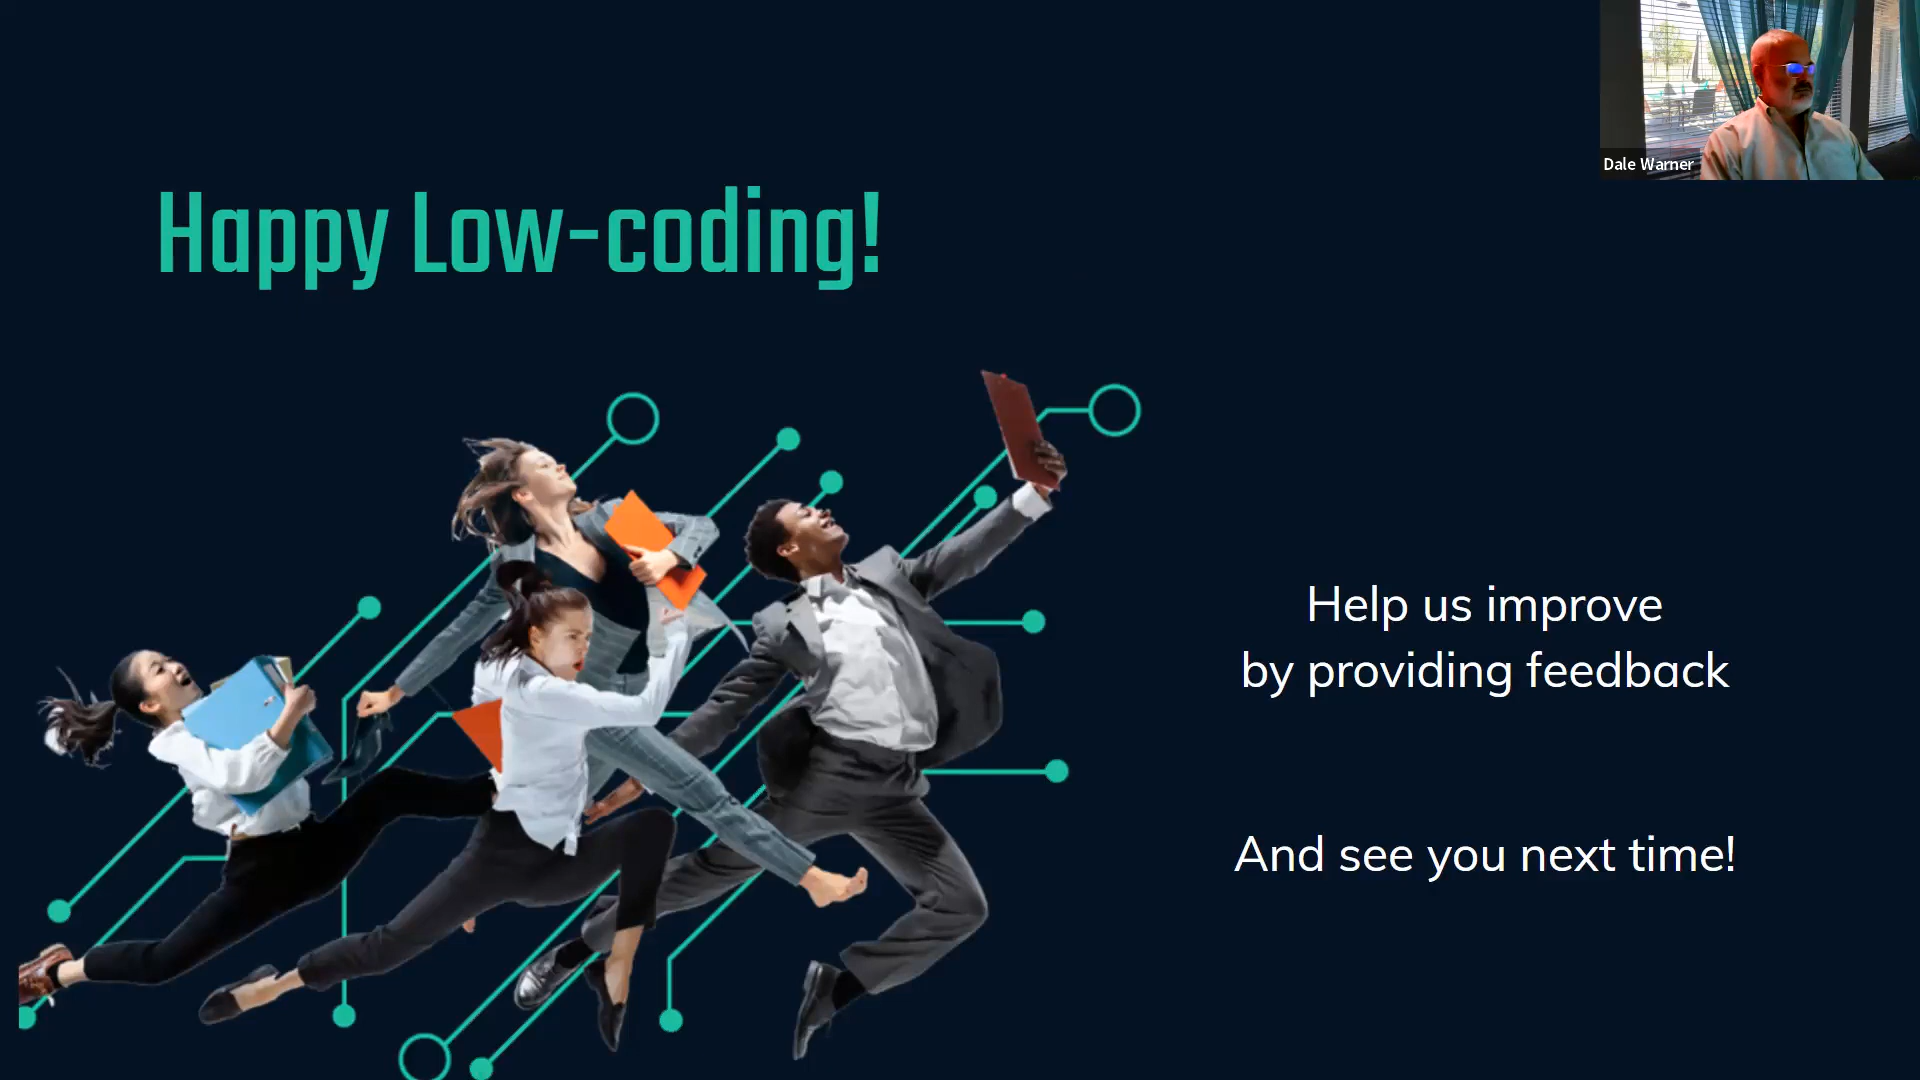 Dale Warner
Happy Low-coding!
Help us improve
by providing feedback
And see you next time!